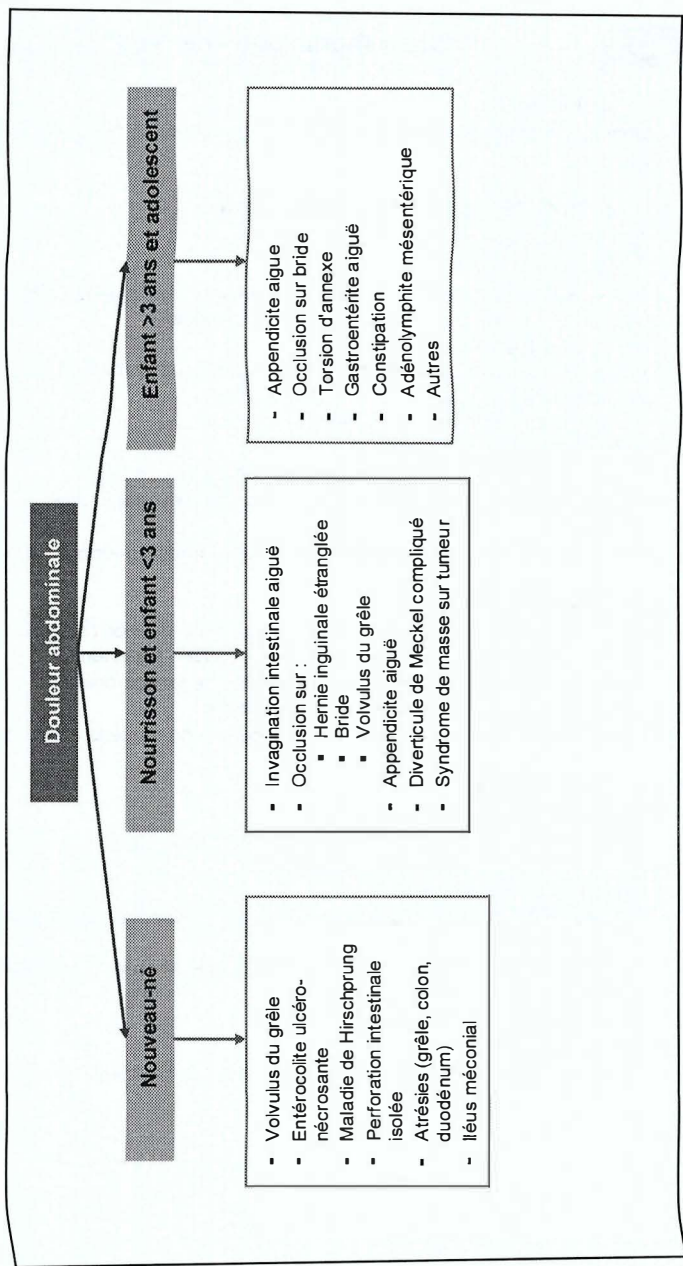 Douleur abdominale
Nouveau-né
- Volvulus du grêle
- Entérocolite ulcéro-
nécrosante
- Maladie de Hirschprung
- Perforation intestinale
isolée
- Atrésies (grêle, colon,
duodénum)
- Iléus méconial
Nourrisson et enfant <3 ans
- Invagination intestinale aiguë
- Occlusion sur :
▪ Hernie inguinale étranglée
▪ Bride
▪ Volvulus du grêle
- Appendicite aiguë
- Diverticule de Meckel compliqué
- Syndrome de masse sur tumeur
Enfant >3 ans et adolescent
- Appendicite aigue
- Occlusion sur bride
- Torsion d'annexe
- Gastroentérite aiguë
- Constipation
- Adénolymphite mésentérique
- Autres